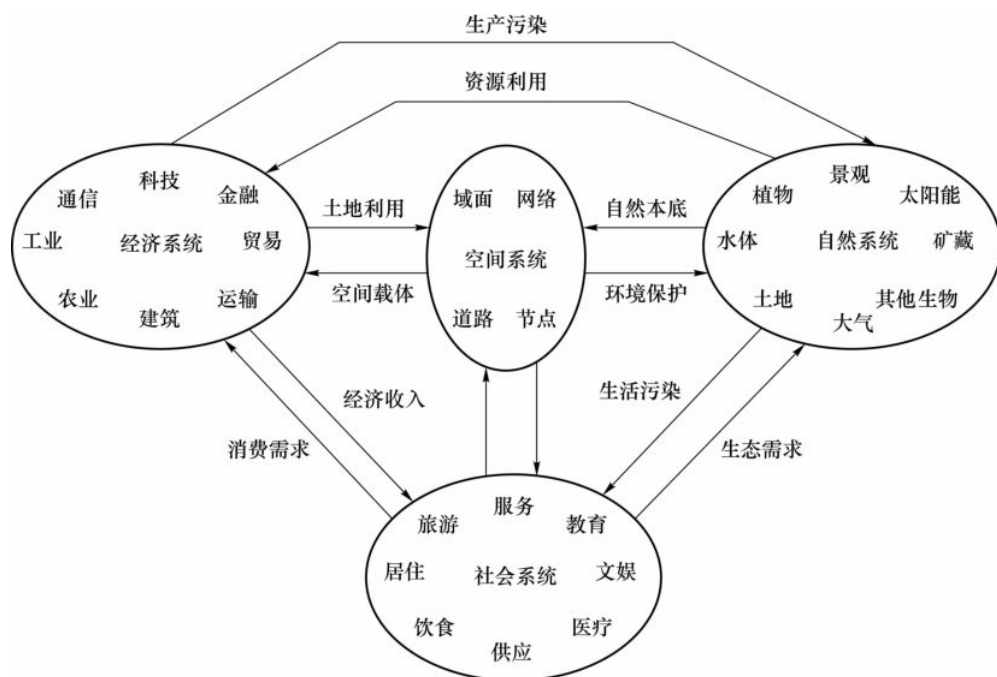 生产污染
资源利用
通信 科技 金融
工业 经济系统 贸易
农业 建筑 运输
土地利用
空间载体
域面 网络
空间系统
道路 节点
自然本底
环境保护
植物 景观 太阳能
水体 自然系统 矿藏
土地 大气 其他生物
经济收入
消费需求
生活污染
生态需求
旅游 服务 教育
居住 社会系统 文娱
饮食 供应 医疗